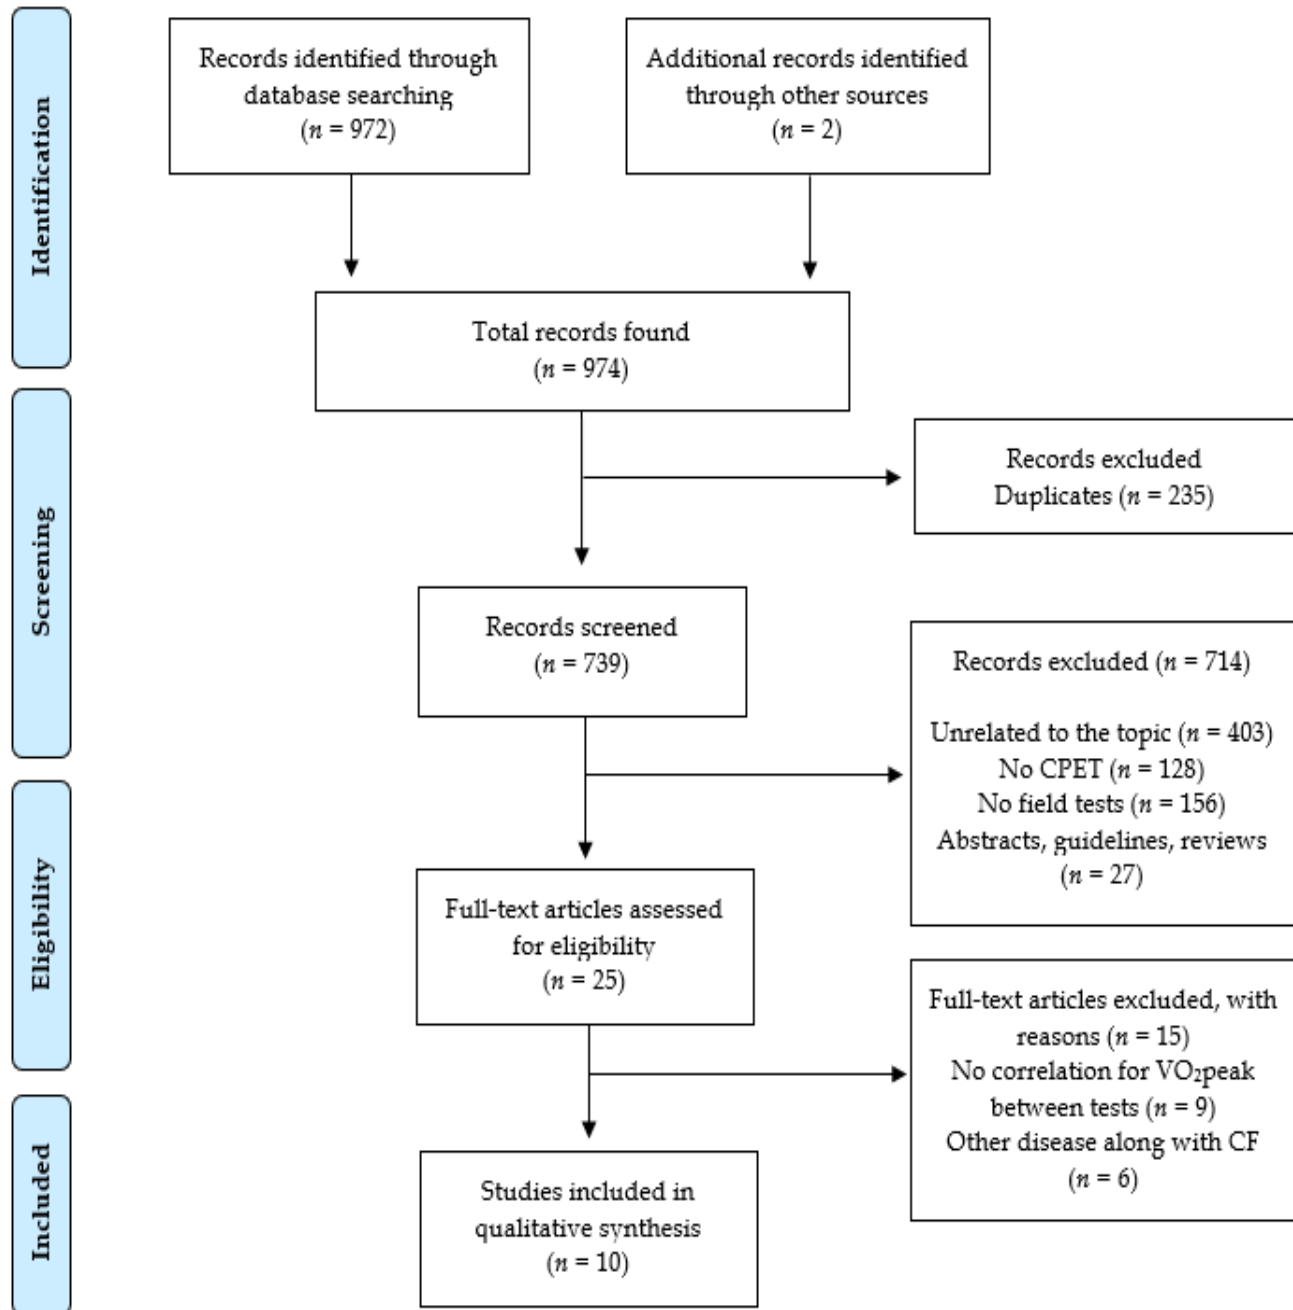 Identification
Records identified through
database searching
(n = 972)
Additional records identified
through other sources
(n = 2)
Total records found
(n = 974)
Screening
Records excluded
Duplicates (n = 235)
Records screened
(n = 739)
Records excluded (n = 714)
Unrelated to the topic (n = 403)
No CPET (n = 128)
No field tests (n = 156)
Abstracts, guidelines, reviews
(n = 27)
Eligibility
Full-text articles assessed
for eligibility
(n = 25)
Full-text articles excluded, with
reasons (n = 15)
No correlation for VO₂peak
between tests (n = 9)
Other disease along with CF
(n = 6)
Included
Studies included in
qualitative synthesis
(n = 10)